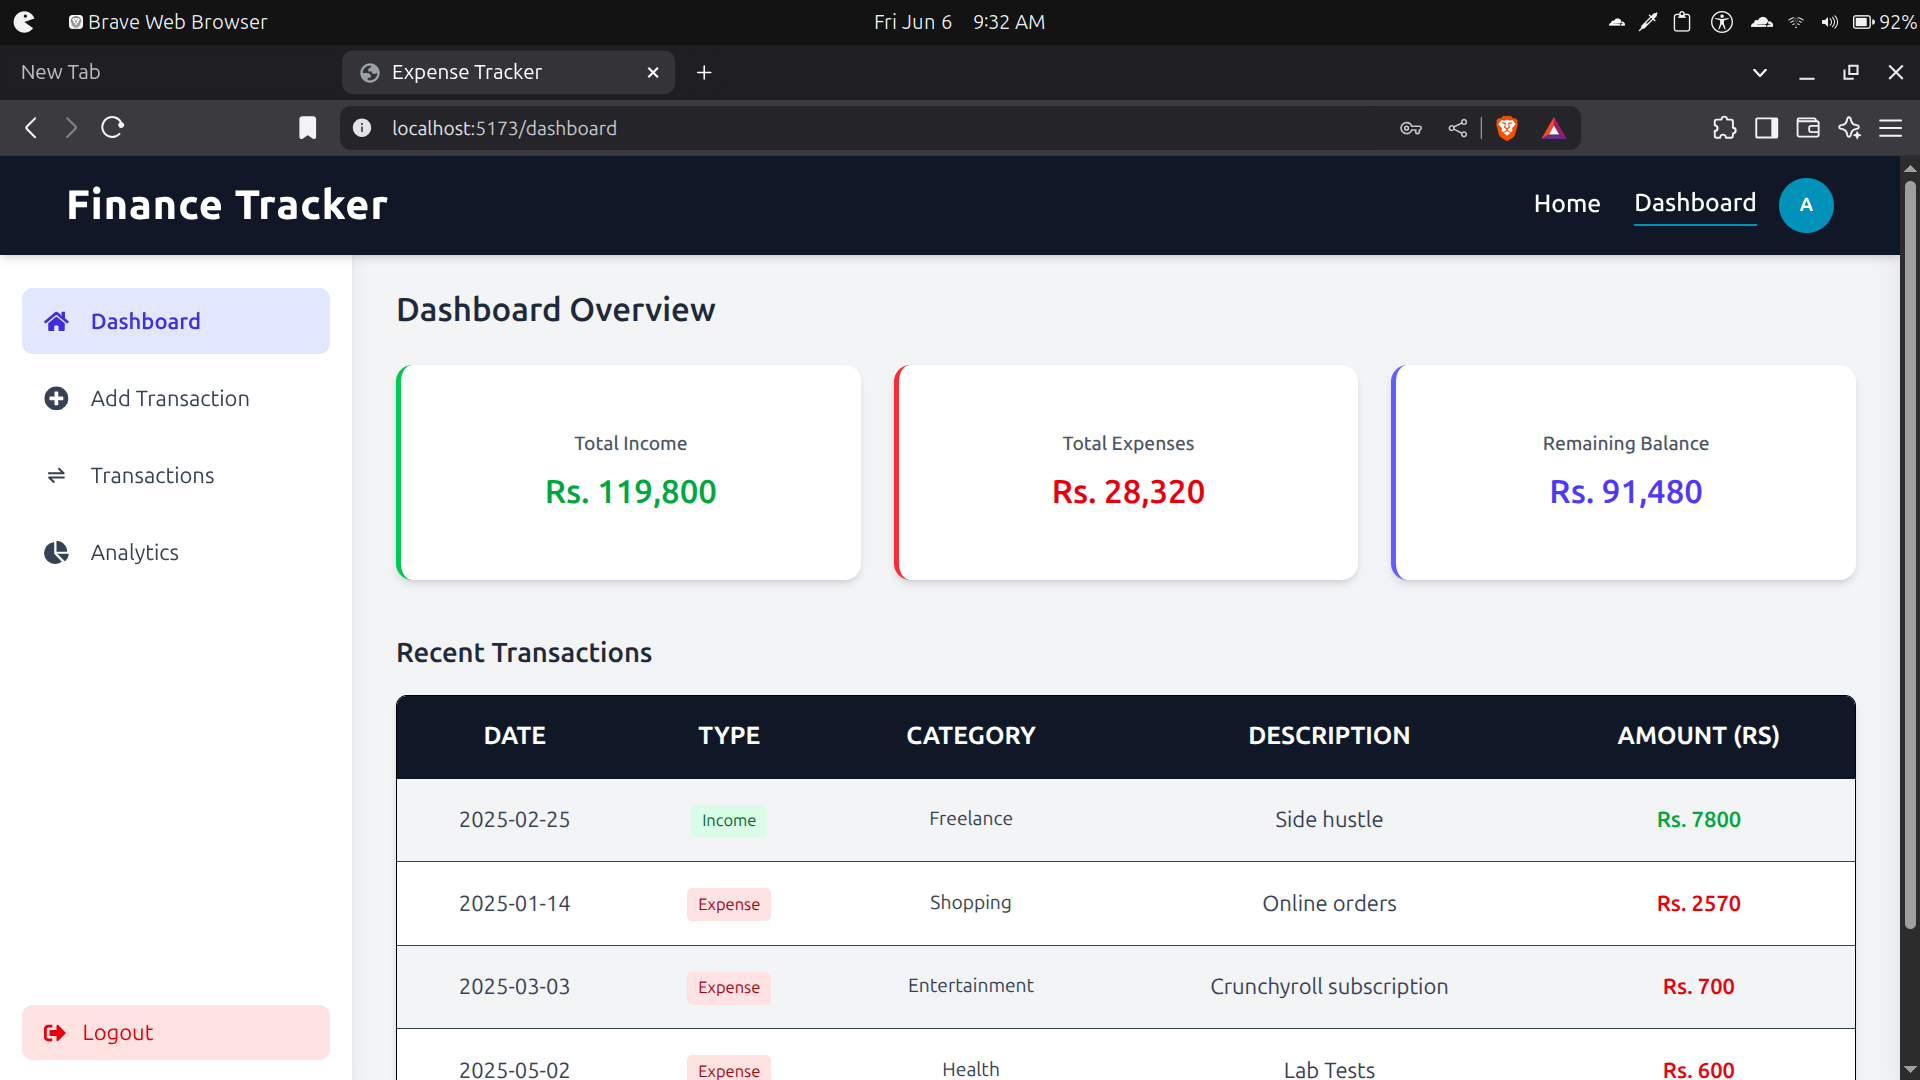 Brave Web Browser
Fri Jun 6 9:32 AM
92%
New Tab
Expense Tracker
localhost:5173/dashboard
Finance Tracker
Home Dashboard A
Dashboard
Add Transaction
Transactions
Analytics
Logout
Dashboard Overview
Total Income
Rs. 119,800
Total Expenses
Rs. 28,320
Remaining Balance
Rs. 91,480
Recent Transactions
DATE TYPE CATEGORY DESCRIPTION AMOUNT (RS)
2025-02-25 Income Freelance Side hustle Rs. 7800
2025-01-14 Expense Shopping Online orders Rs. 2570
2025-03-03 Expense Entertainment Crunchyroll subscription Rs. 700
2025-05-02 Expense Health Lab Tests Rs. 600